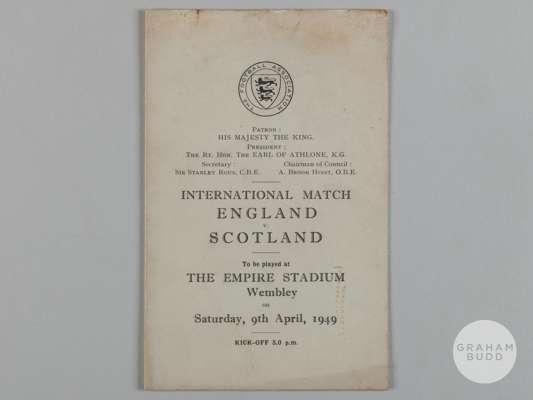 THE FOOTBALL ASSOCIATION
PATRON :
HIS MAJESTY THE KING.
PRESIDENT :
THE RT. HON. THE EARL OF ATHLONE, K.G.
Secretary :
Chairman of Council :
SIR STANLEY ROUS, C.B.E.
A. BROOK HIRST, O.B.E.
INTERNATIONAL MATCH
ENGLAND
v.
SCOTLAND
To be played at
THE EMPIRE STADIUM
Wembley
on
Saturday, 9th April, 1949
KICK-OFF 3.0 p.m.
GRAHAM
BUDD